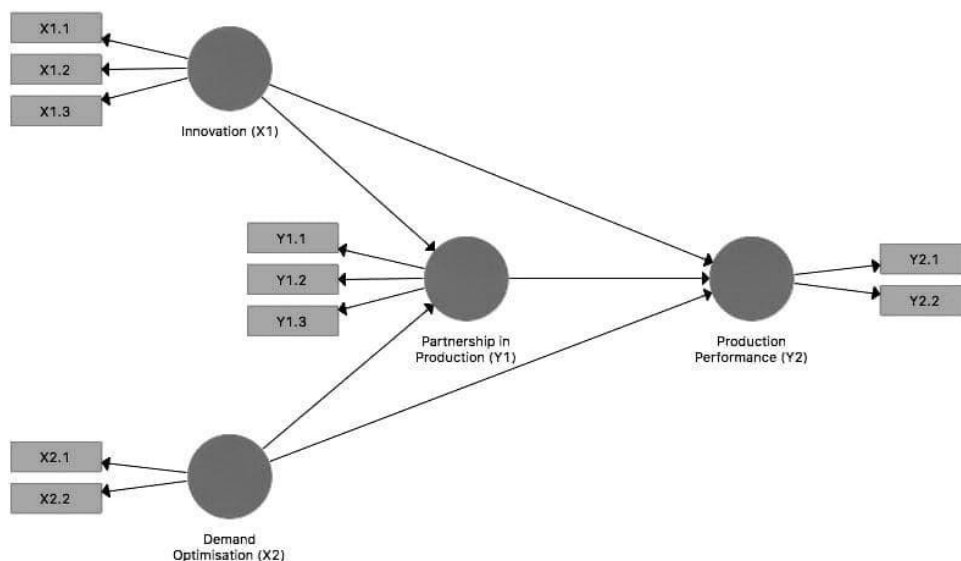 X1.1
X1.2
X1.3
Innovation (X1)
Y1.1
Y1.2
Y1.3
Partnership in
Production (Y1)
Y2.1
Y2.2
Production
Performance (Y2)
X2.1
X2.2
Demand
Optimisation (X2)